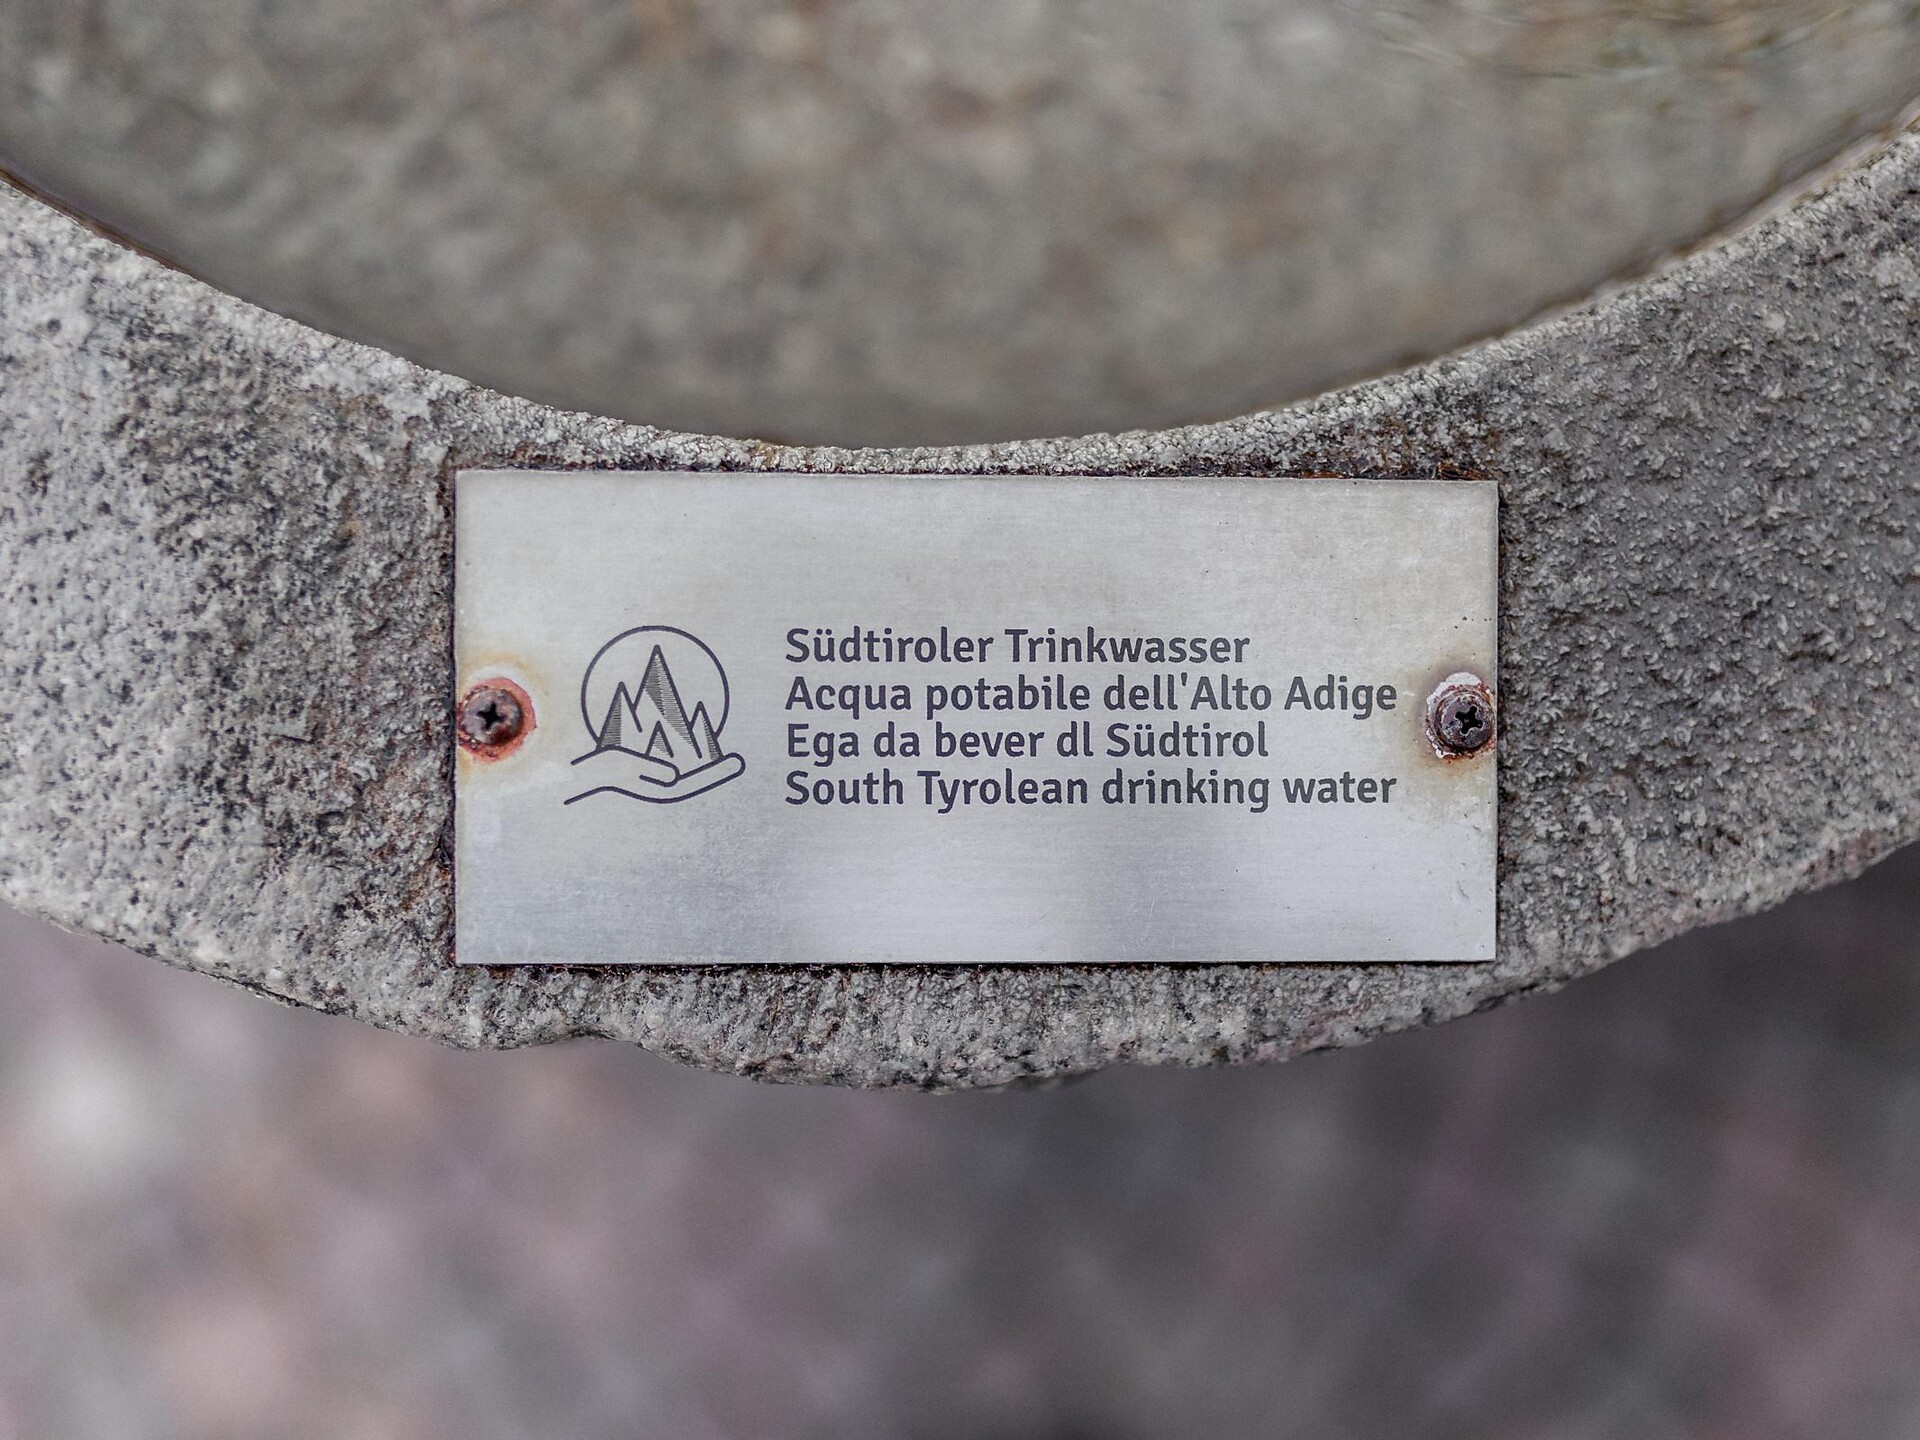 Südtiroler Trinkwasser
Acqua potabile dell'Alto Adige
Ega da bever dl Südtirol
South Tyrolean drinking water